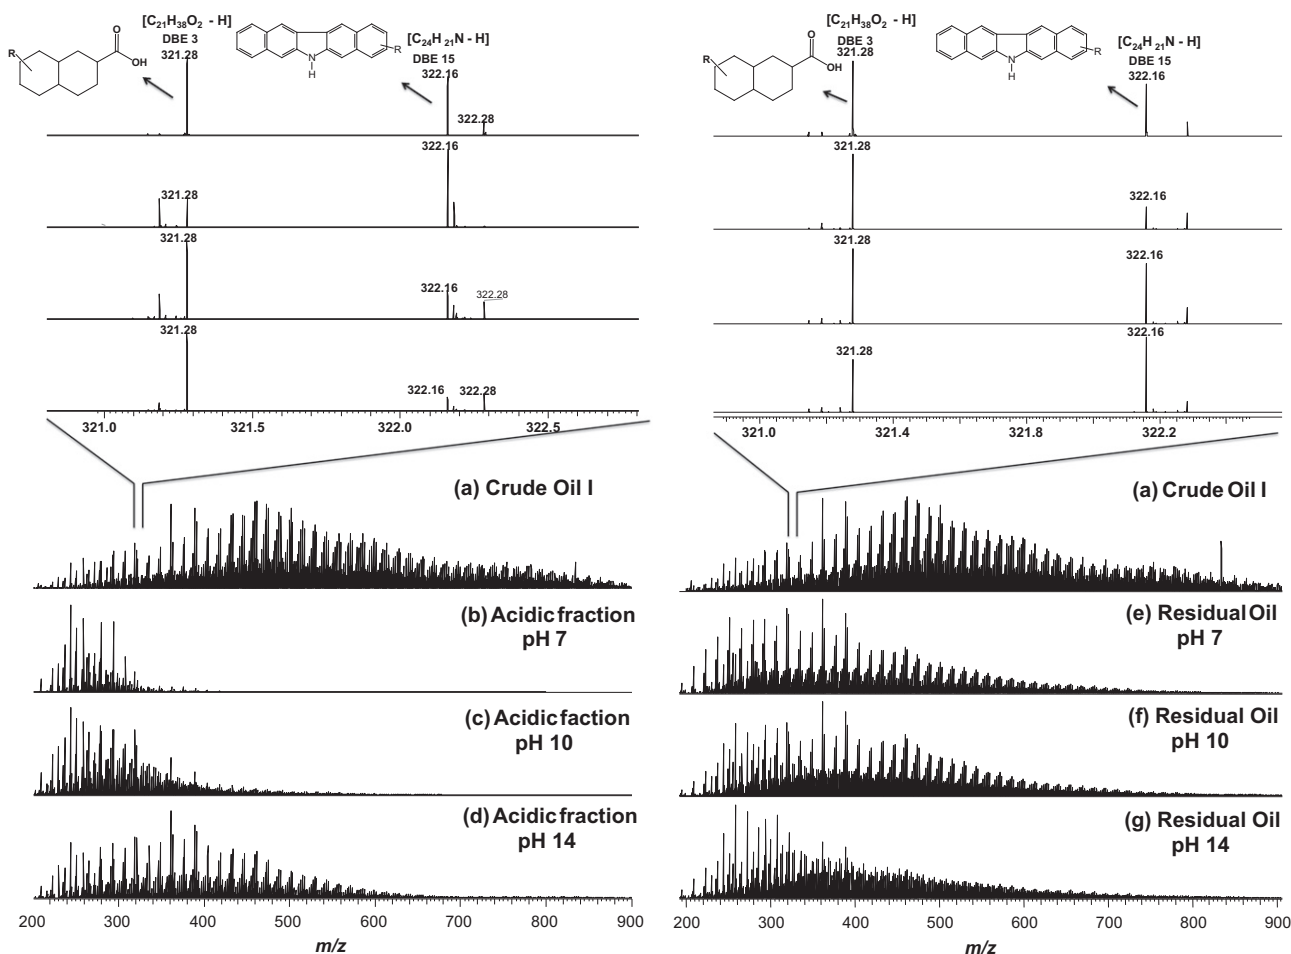 [C21H38O2 - H]
DBE 3
321.28
R
O
OH
N
H
R
[C24H21N - H]
DBE 15
322.16
322.28
322.16
321.28
321.28
322.16
322.28
321.28
322.16
322.28
321.0
321.5
322.0
322.5
(a) Crude Oil I
(b) Acidic fraction
pH 7
(c) Acidic faction
pH 10
(d) Acidic fraction
pH 14
200
300
400
500
600
700
800
900
m/z
[C21H38O2 - H]
DBE 3
321.28
R
O
OH
N
H
R
[C24H21N - H]
DBE 15
322.16
321.28
322.16
321.28
322.16
322.16
321.28
321.0
321.4
321.8
322.2
(a) Crude Oil I
(e) Residual Oil
pH 7
(f) Residual Oil
pH 10
(g) Residual Oil
pH 14
200
300
400
500
600
700
800
900
m/z